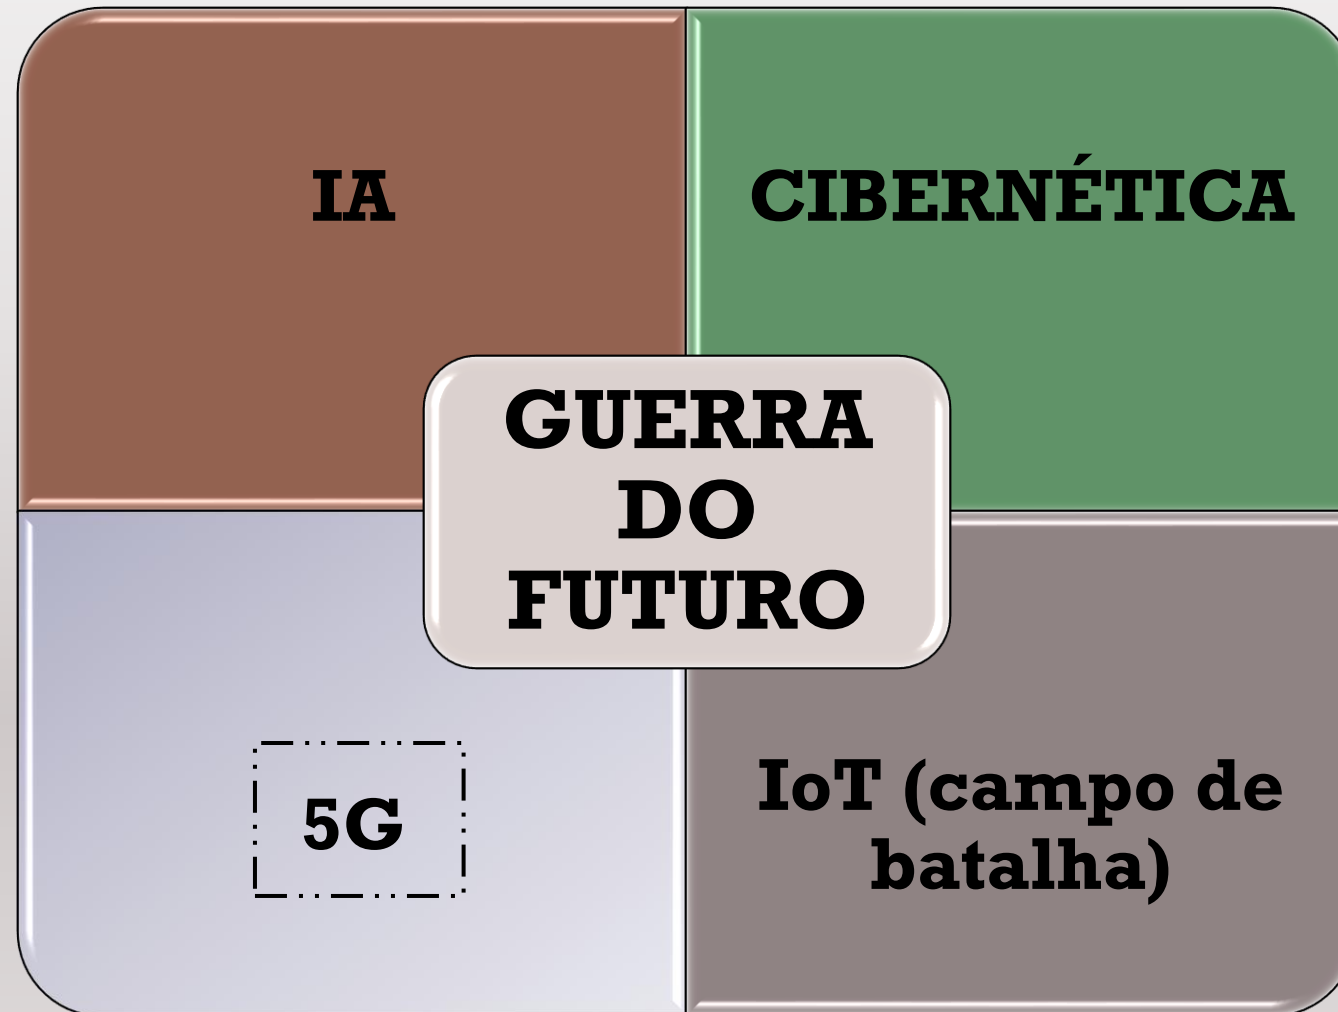 IA
CIBERNÉTICA
GUERRA
DO
FUTURO
5G
IoT (campo de
batalha)